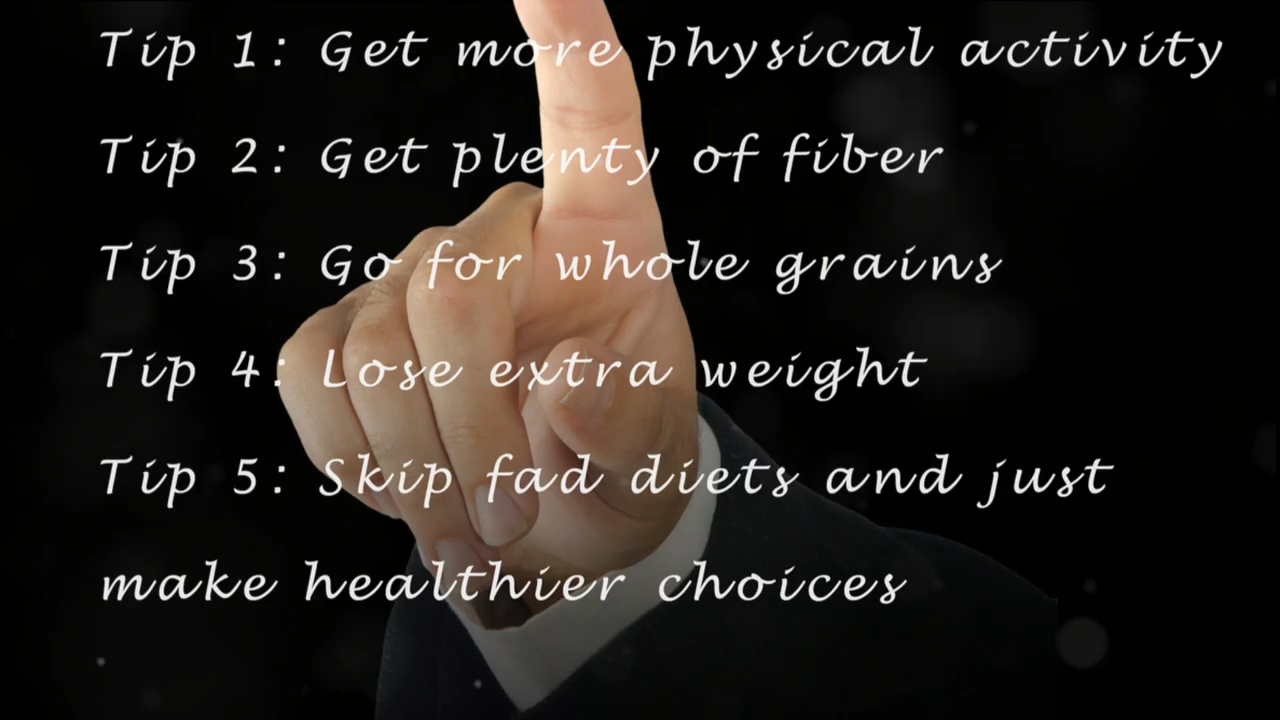 Tip 1: Get more physical activity
Tip 2: Get plenty of fiber
Tip 3: Go for whole grains
Tip 4: Lose extra weight
Tip 5: Skip fad diets and just
make healthier choices